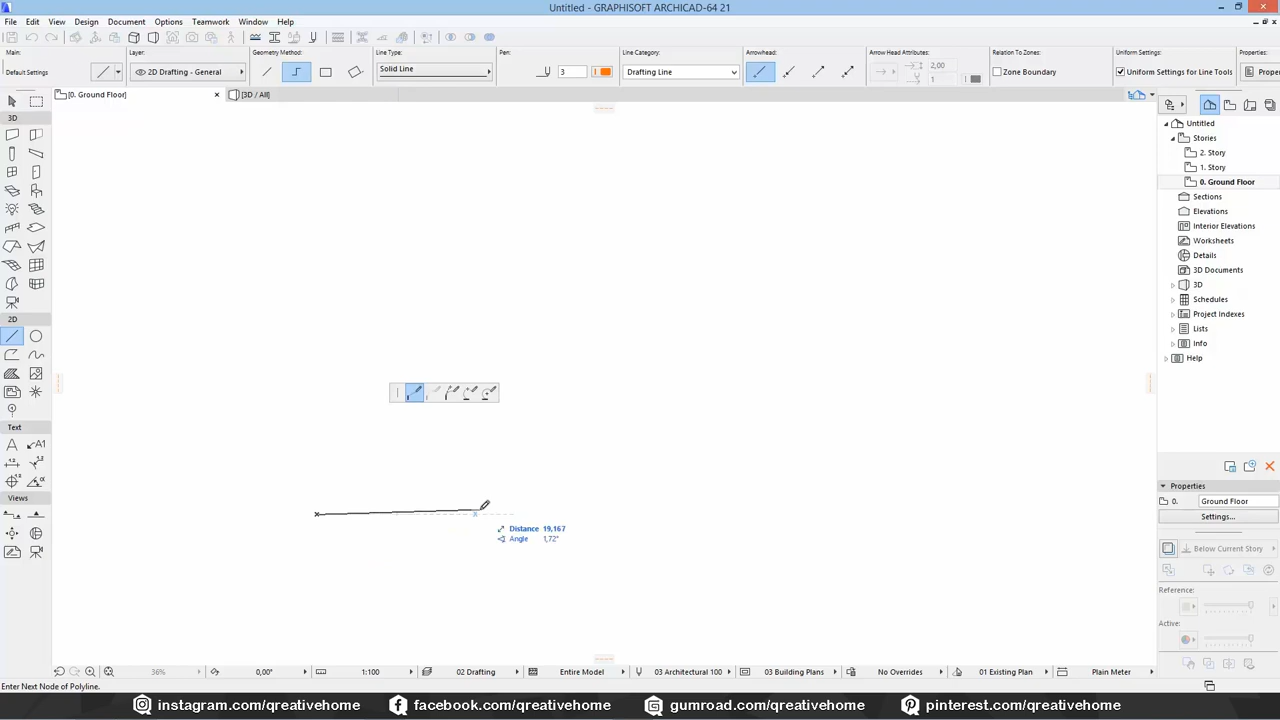 Untitled - GRAPHISOFT ARCHICAD-64 21
File Edit View Design Document Options Teamwork Window Help
Main: Layer: Geometry Method: Line Type: Pen: Line Category: Arrowhead: Arrow Head Attributes: Relation To Zones: Uniform Settings: Properties:
Default Settings 2D Drafting - General Solid Line 3 Drafting Line 2,00 1 Zone Boundary Uniform Settings for Line Tools Proper
[0. Ground Floor] [3D / All]
3D
2D
Text
A1
Views
Distance 19,167
Angle 1,72°
Untitled
Stories
2. Story
1. Story
0. Ground Floor
Sections
Elevations
Interior Elevations
Worksheets
Details
3D Documents
3D
Schedules
Project Indexes
Lists
Info
Help
Properties
0. Ground Floor
Settings...
Below Current Story
Reference:
Active:
36% 0,00° 1:100 02 Drafting Entire Model 03 Architectural 100 03 Building Plans No Overrides 01 Existing Plan Plain Meter
Enter Next Node of Polyline.
instagram.com/qreativehome facebook.com/qreativehome gumroad.com/qreativehome pinterest.com/qreativehome